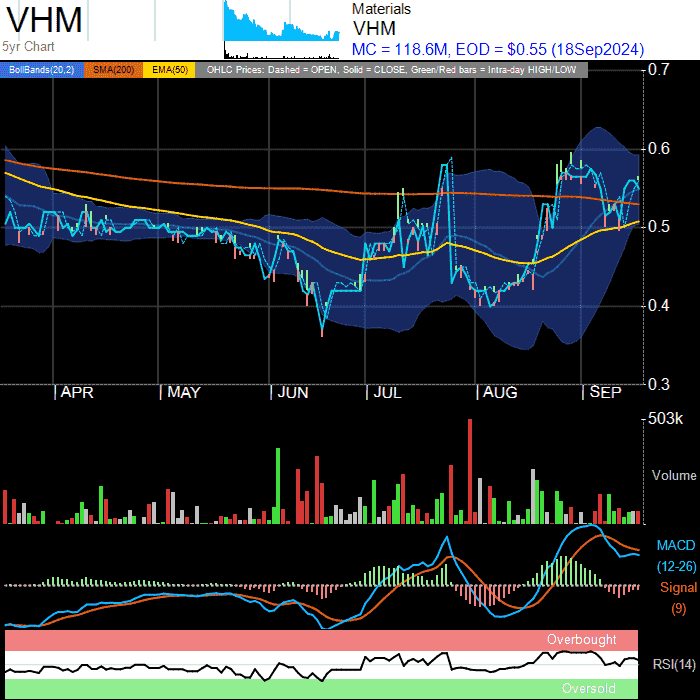 VHM
5yr Chart
Materials
VHM
MC = 118.6M, EOD = $0.55 (18Sep2024)
BollBands(20,2) SMA(200) EMA(50) OHLC Prices: Dashed = OPEN, Solid = CLOSE, Green/Red bars = Intra-day HIGH/LOW
0.7
0.6
0.5
0.4
0.3
APR MAY JUN JUL AUG SEP
503k
Volume
MACD
(12-26)
Signal
(9)
Overbought
RSI(14)
Oversold